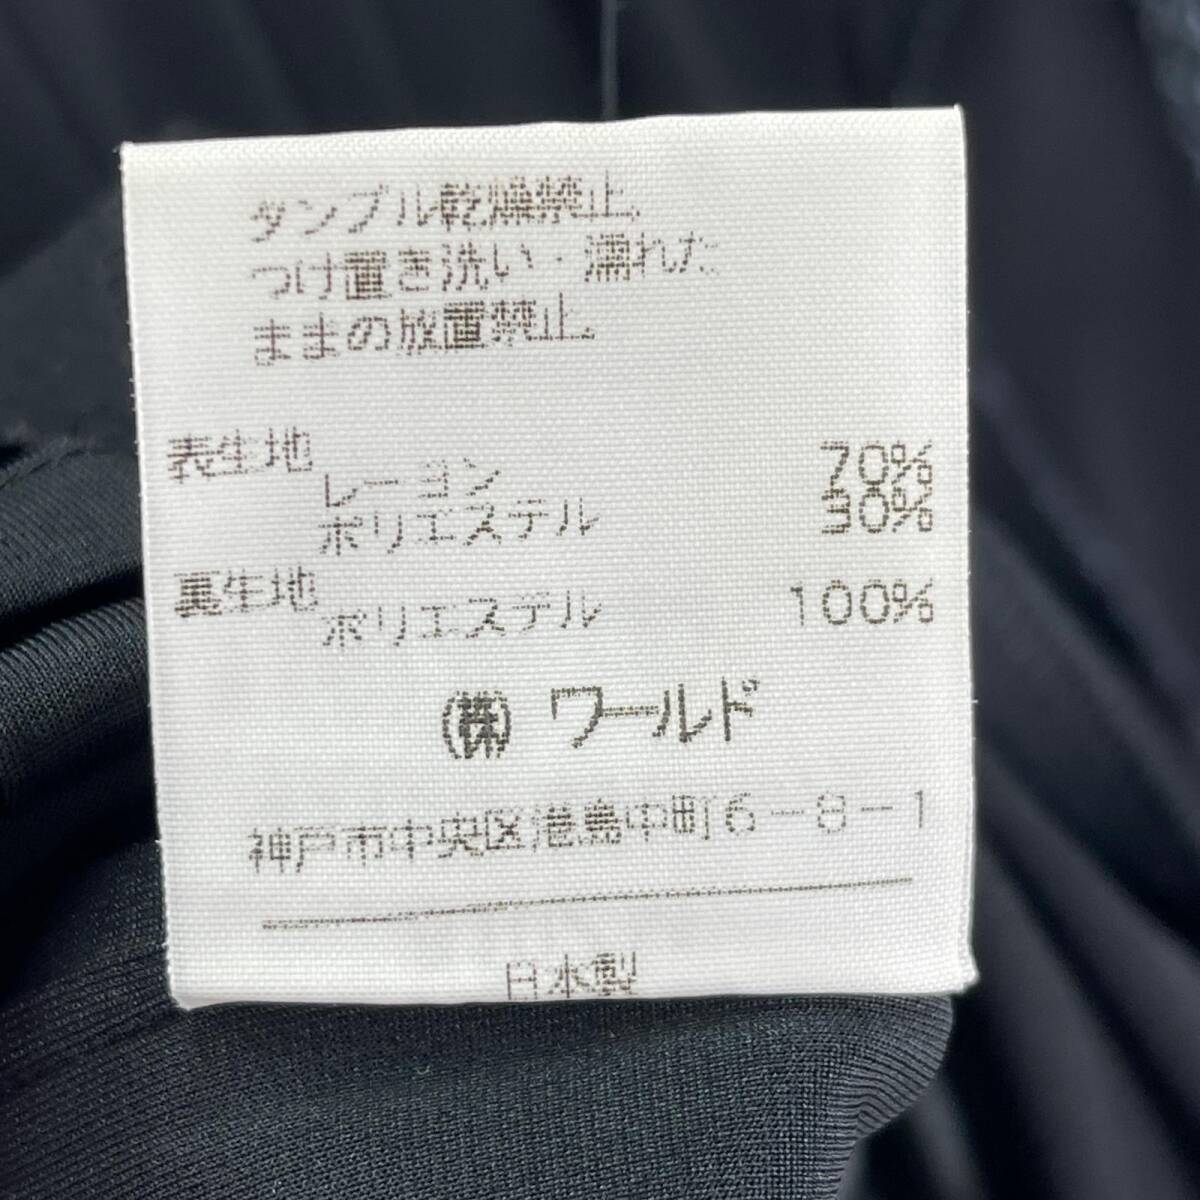 タンブル乾燥禁止。
つけ置き洗い・濡れた
ままの放置禁止。
表生地
レーヨン 70%
ポリエステル 30%
裏生地
ポリエステル 100%
㈱ ワールド
神戸市中央区港島中町6-8-1
日本製